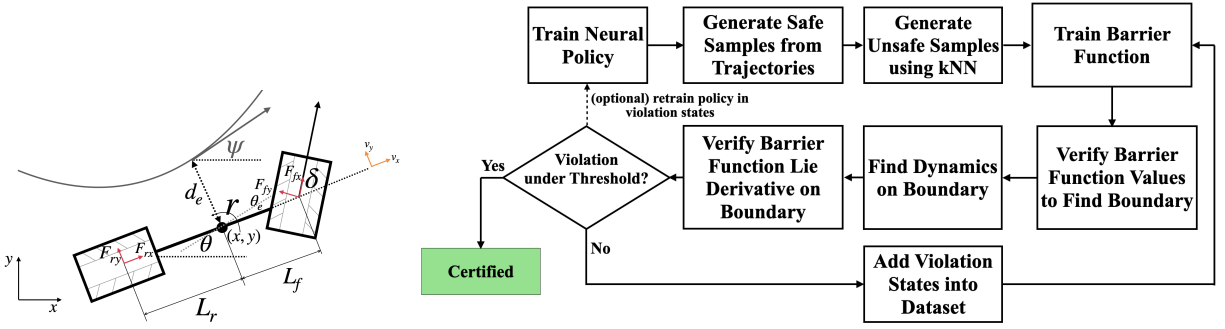 ψ
d_e
F_fy
F_fx
δ
θ_e
r
(x, y)
θ
F_ry
F_rx
L_f
L_r
v_y
v_x
y
x
Train Neural
Policy
Generate Safe
Samples from
Trajectories
Generate
Unsafe Samples
using kNN
Train Barrier
Function
(optional) retrain policy in
violation states
Yes
Violation
under Threshold?
Verify Barrier
Function Lie
Derivative on
Boundary
Find Dynamics
on Boundary
Verify Barrier
Function Values
to Find Boundary
No
Certified
Add Violation
States into
Dataset